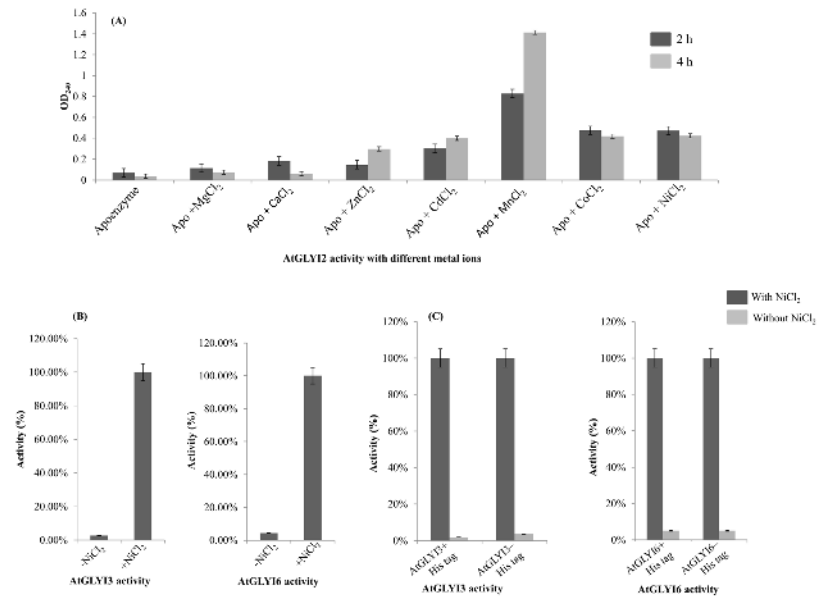 (A)
2 h
4 h
OD240
1.6
1.4
1.2
1
0.8
0.6
0.4
0.2
0
Apoenzyme
Apo +MgCl2
Apo + CaCl2
Apo + ZnCl2
Apo + CdCl2
Apo + MnCl2
Apo + CoCl2
Apo + NiCl2
AtGLYI2 activity with different metal ions
With NiCl2
Without NiCl2
(B)
Activity (%)
120.00%
100.00%
80.00%
60.00%
40.00%
20.00%
0.00%
-NiCl2
+NiCl2
AtGLYI3 activity
Activity (%)
120.00%
100.00%
80.00%
60.00%
40.00%
20.00%
0.00%
-NiCl2
+NiCl2
AtGLYI6 activity
(C)
Activity (%)
120%
100%
80%
60%
40%
20%
0%
AtGLYI3+
His tag
AtGLYI3–
His tag
AtGLYI3 activity
Activity (%)
120%
100%
80%
60%
40%
20%
0%
AtGLYI6+
His tag
AtGLYI6–
His tag
AtGLYI6 activity